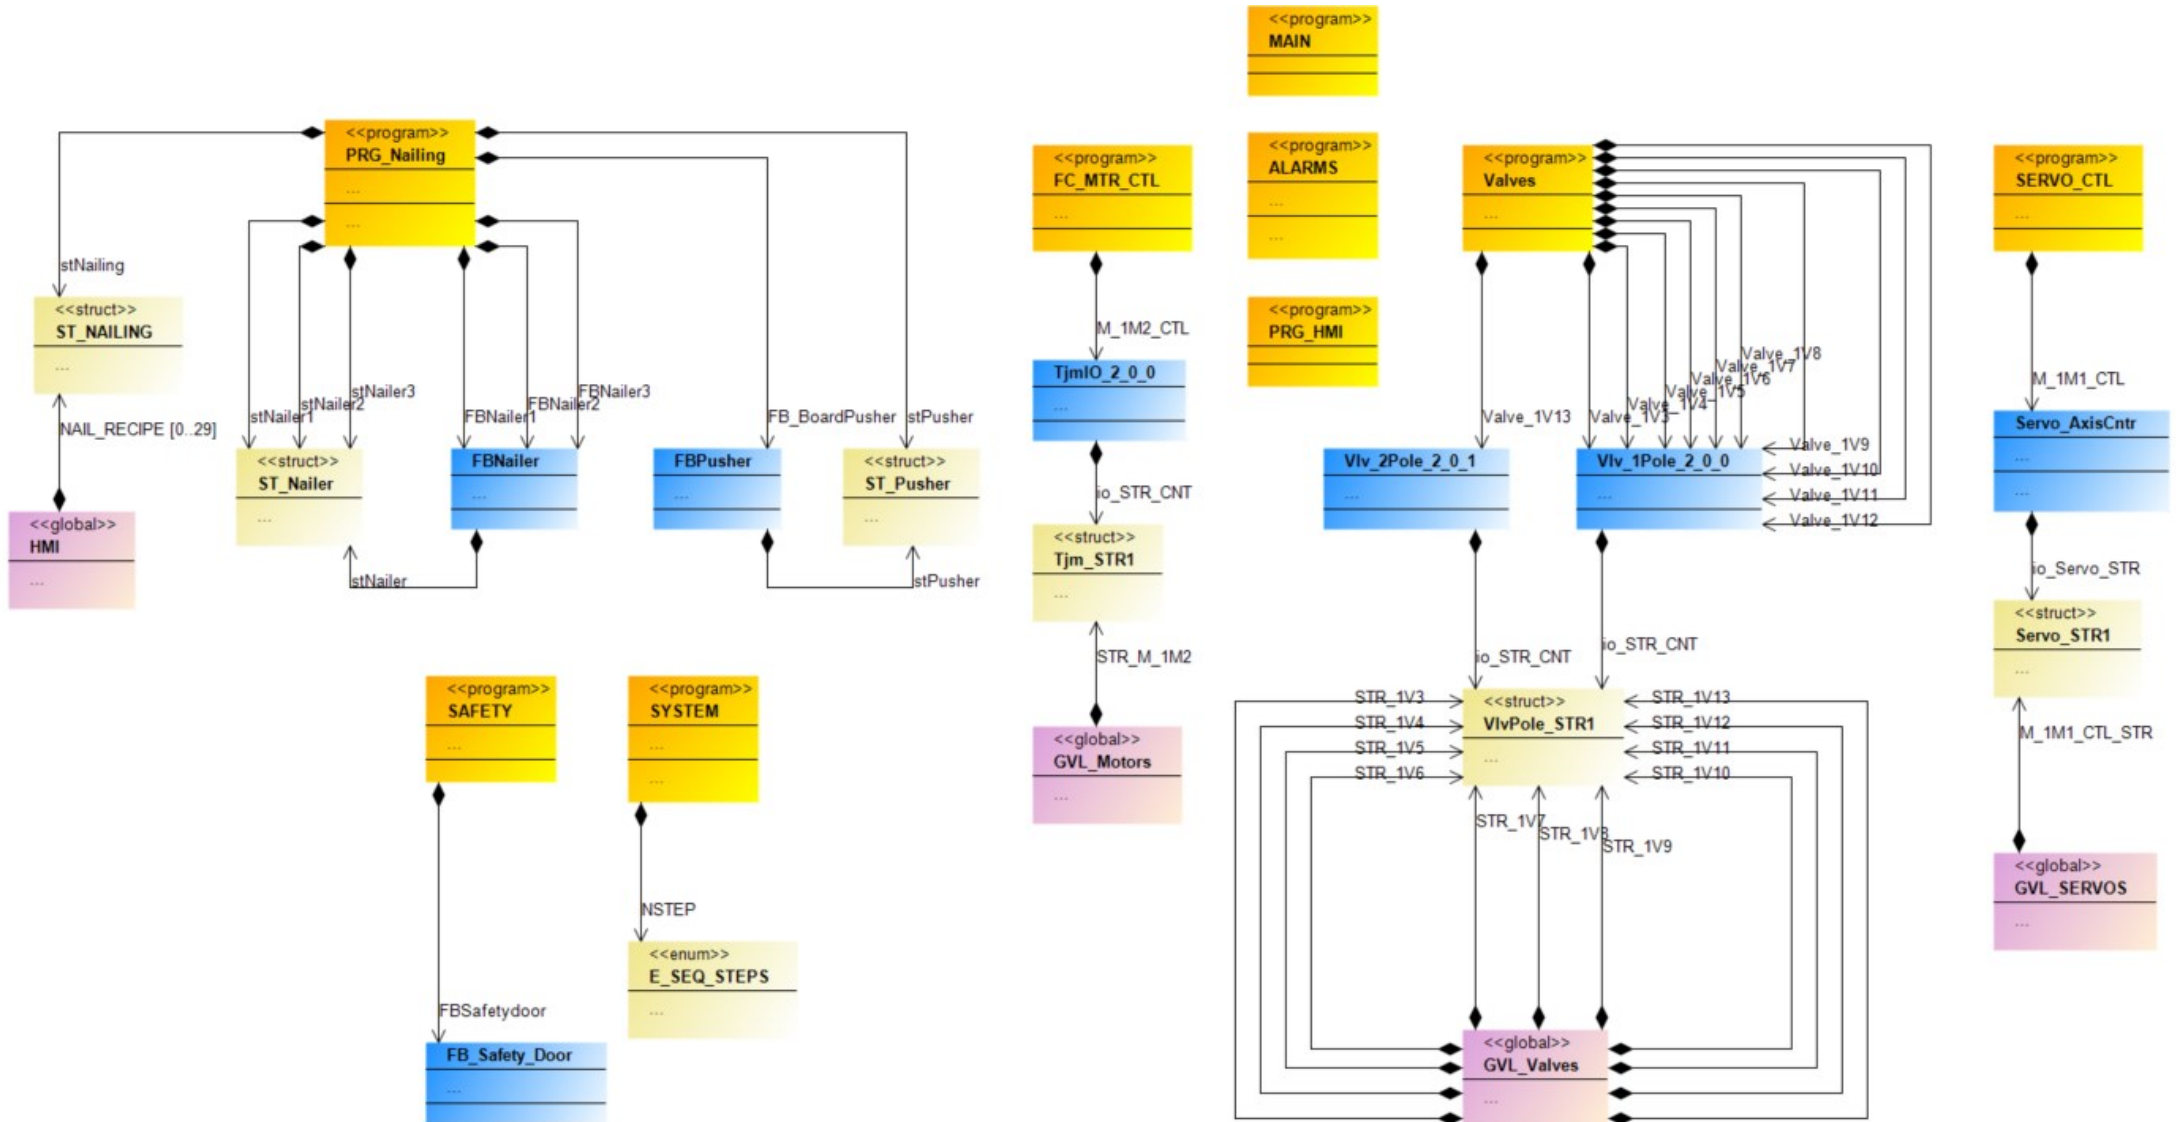 <<program>>
MAIN
<<program>>
PRG_Nailing
...
...
stNailing
<<struct>>
ST_NAILING
...
NAIL_RECIPE [0..29]
<<global>>
HMI
...
stNailer1
stNailer2
stNailer3
FBNailer1
FBNailer2
FBNailer3
FB_BoardPusher
stPusher
<<struct>>
ST_Nailer
...
FBNailer
...
FBPusher
...
<<struct>>
ST_Pusher
...
stNailer
stPusher
<<program>>
SAFETY
...
FBSafetydoor
FB_Safety_Door
...
<<program>>
SYSTEM
...
...
NSTEP
<<enum>>
E_SEQ_STEPS
...
<<program>>
FC_MTR_CTL
...
M_1M2_CTL
TjmIO_2_0_0
...
io_STR_CNT
<<struct>>
Tjm_STR1
...
STR_M_1M2
<<global>>
GVL_Motors
...
<<program>>
ALARMS
...
...
<<program>>
PRG_HMI
<<program>>
Valves
...
Valve_1V13
Valve_1V3
Valve_1V4
Valve_1V5
Valve_1V6
Valve_1V7
Valve_1V8
Valve_1V9
Valve_1V10
Valve_1V11
Valve_1V12
Vlv_2Pole_2_0_1
...
Vlv_1Pole_2_0_0
...
io_STR_CNT
io_STR_CNT
STR_1V3
STR_1V4
STR_1V5
STR_1V6
<<struct>>
VlvPole_STR1
...
STR_1V13
STR_1V12
STR_1V11
STR_1V10
STR_1V7
STR_1V8
STR_1V9
<<global>>
GVL_Valves
...
<<program>>
SERVO_CTL
...
M_1M1_CTL
Servo_AxisCntr
...
...
io_Servo_STR
<<struct>>
Servo_STR1
...
M_1M1_CTL_STR
<<global>>
GVL_SERVOS
...